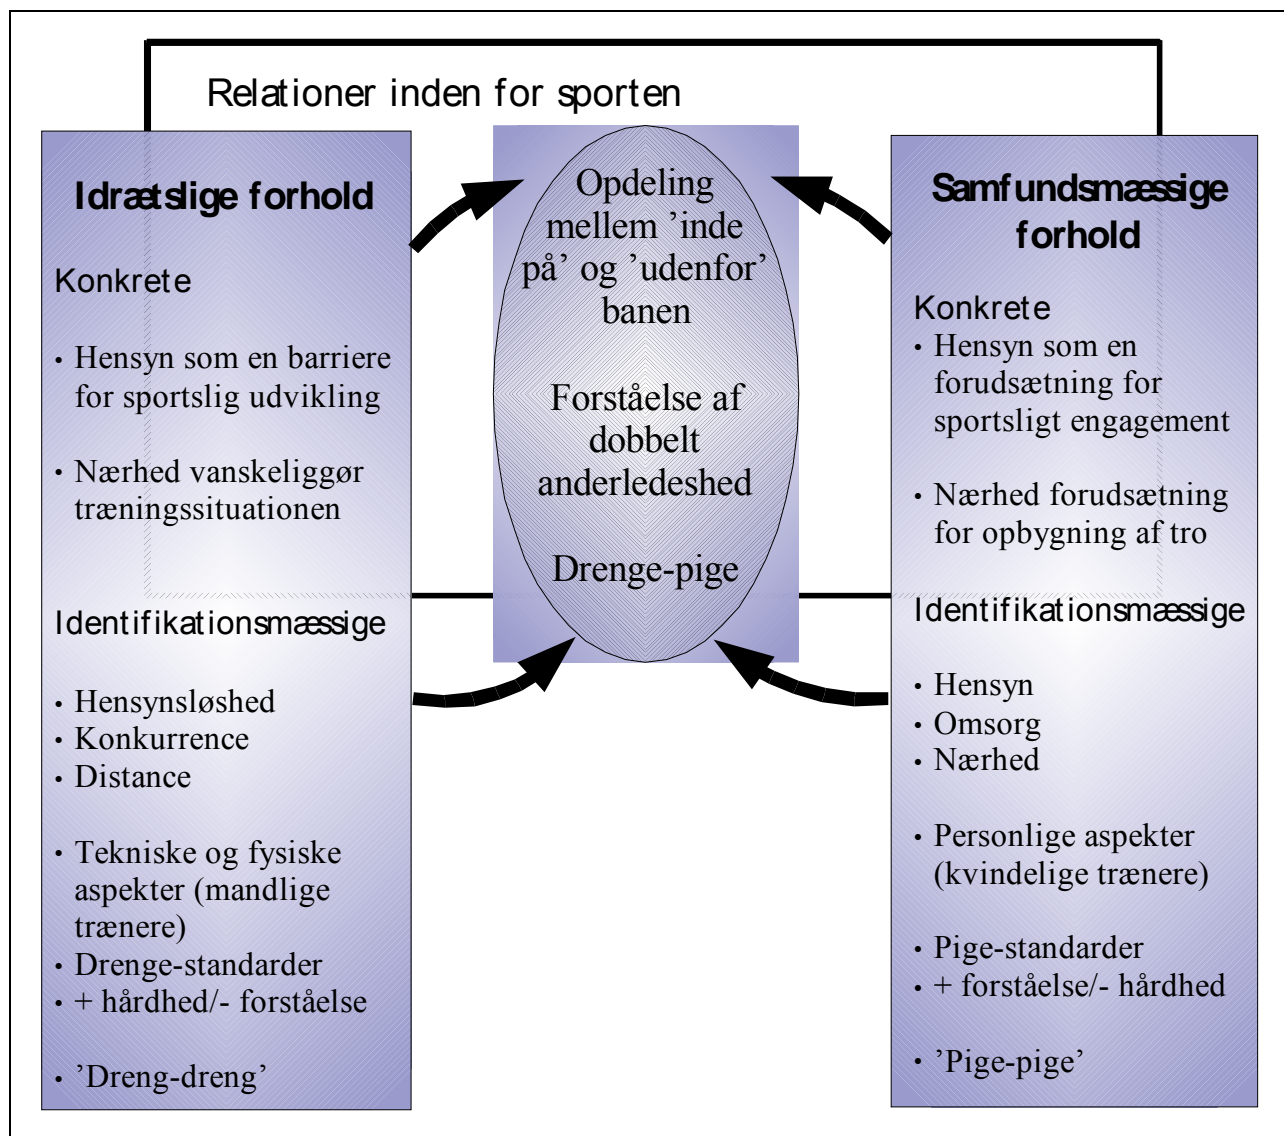 Relationer inden for sporten
Idrætslige forhold
Konkrete
• Hensyn som en barriere
for sportslig udvikling
• Nærhed vanskeliggør
træningssituationen
Identifikationsmæssige
• Hensynsløshed
• Konkurrence
• Distance
• Tekniske og fysiske
aspekter (mandlige
trænere)
• Drenge-standarder
• + hårdhed/- forståelse
• ’Dreng-dreng’
Opdeling
mellem ’inde
på’ og ’udenfor’
banen
Forståelse af
dobbelt
anderledeshed
Drenge-pige
Samfundsmæssige
forhold
Konkrete
• Hensyn som en
forudsætning for
sportsligt engagement
• Nærhed forudsætning
for opbygning af tro
Identifikationsmæssige
• Hensyn
• Omsorg
• Nærhed
• Personlige aspekter
(kvindelige trænere)
• Pige-standarder
• + forståelse/- hårdhed
• ’Pige-pige’